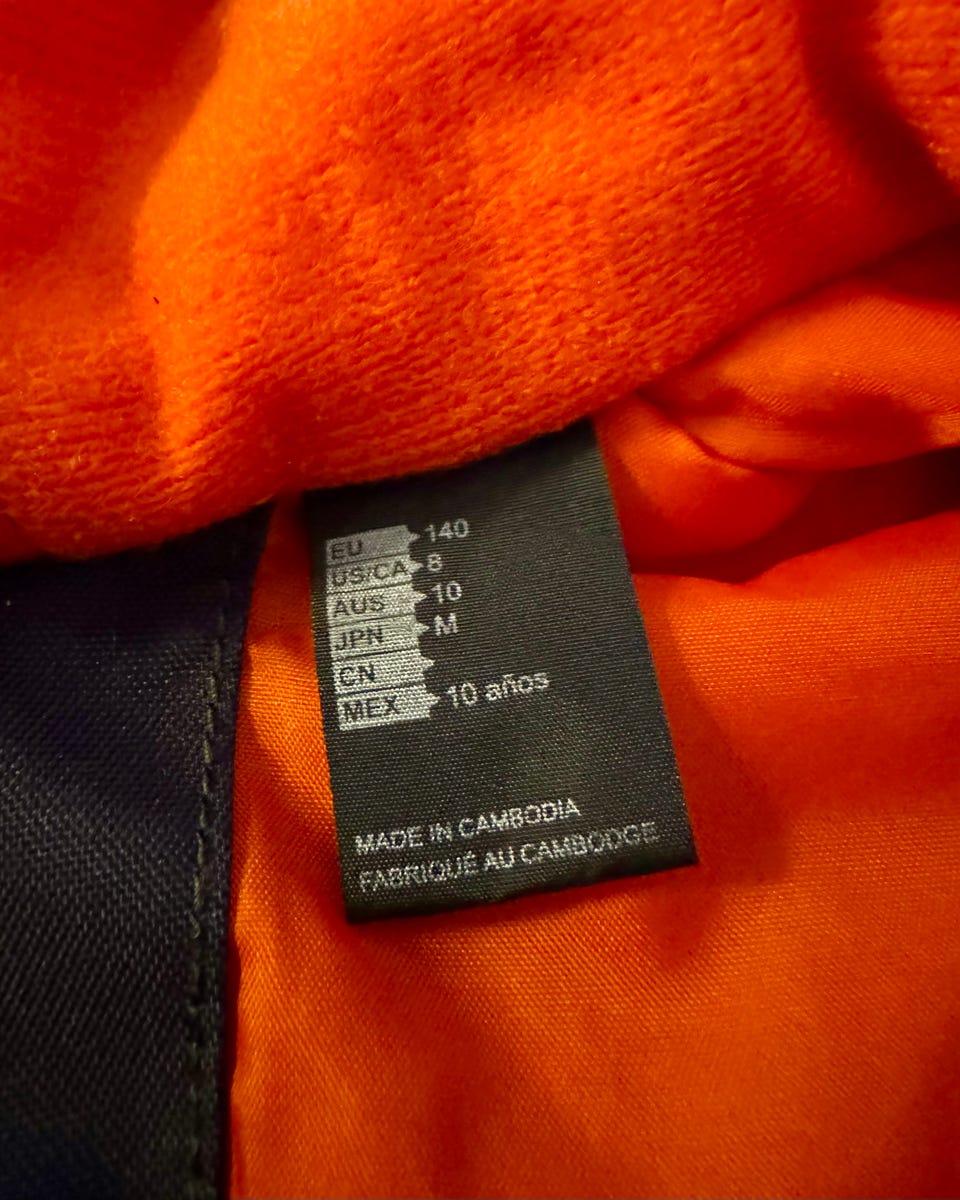 EU 140
US/CA 8
AUS 10
JPN M
CN
MEX 10 años
MADE IN CAMBODIA
FABRIQUÉ AU CAMBODGE